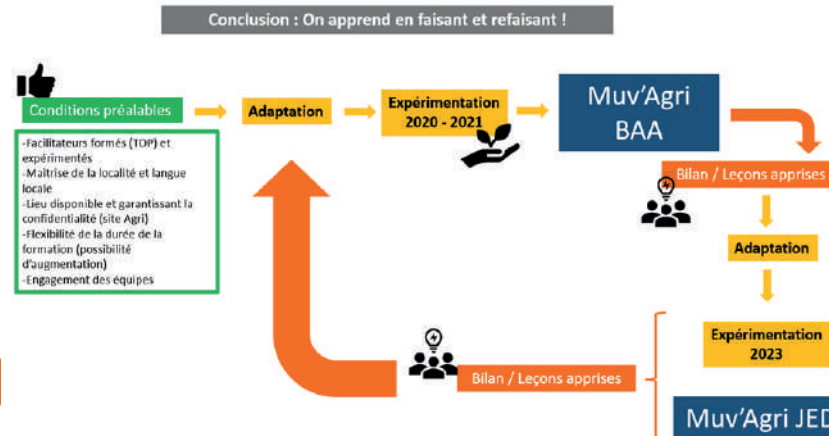 Conclusion : On apprend en faisant et refaisant !
Conditions préalables
-Facilitateurs formés (TOP) et
expérimentés
-Maitrise de la localité et langue
locale
-Lieu disponible et garantissant la
confidentialité (site Agri)
-Flexibilité de la durée de la
formation (possibilité
d'augmentation)
-Engagement des équipes
Adaptation
Expérimentation
2020 - 2021
Muv'Agri
BAA
Bilan / Leçons apprises
Adaptation
Expérimentation
2023
Muv'Agri JED
Bilan / Leçons apprises